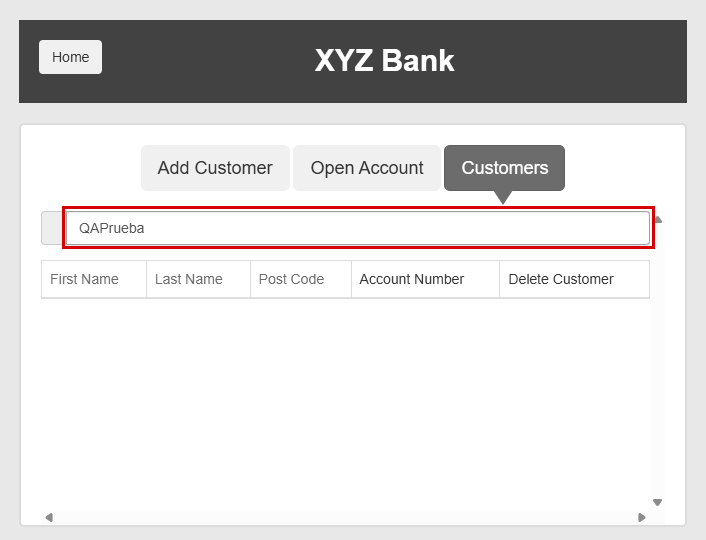 Home
XYZ Bank
Add Customer
Open Account
Customers
QAPrueba
First Name Last Name Post Code Account Number Delete Customer